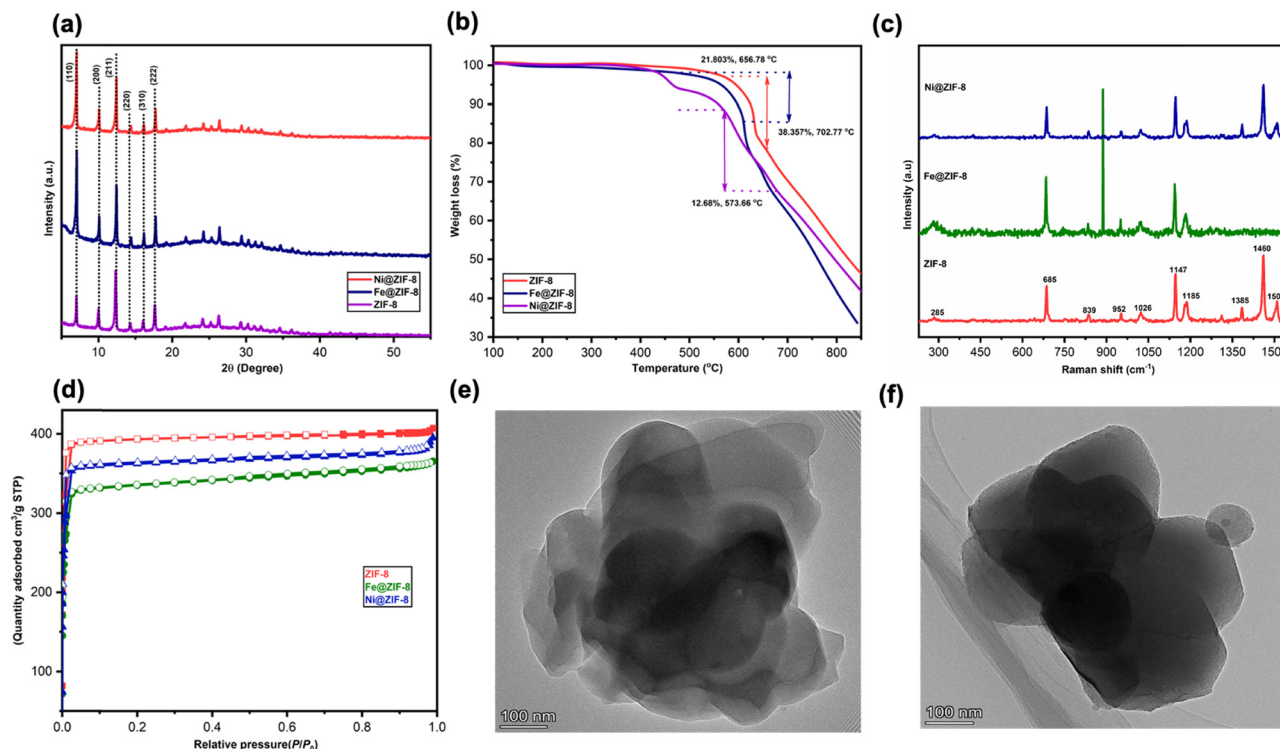 (a)
(110)
(200)
(211)
(220)
(310)
(222)
Intensity (a.u.)
Ni@ZIF-8
Fe@ZIF-8
ZIF-8
5
10
20
30
40
50
2θ (Degree)
(b)
21.803%, 656.78 °C
38.357%, 702.77 °C
12.68%, 573.66 °C
Weight loss (%)
100
90
80
70
60
50
40
30
ZIF-8
Fe@ZIF-8
Ni@ZIF-8
100
200
300
400
500
600
700
800
Temperature (°C)
(c)
Ni@ZIF-8
Fe@ZIF-8
ZIF-8
Intensity (a.u)
285
685
839
952
1026
1147
1185
1385
1460
150
300
450
600
750
900
1050
1200
1350
150
Raman shift (cm⁻¹)
(d)
(Quantity adsorbed cm³/g STP)
400
300
200
100
ZIF-8
Fe@ZIF-8
Ni@ZIF-8
0.0
0.2
0.4
0.6
0.8
1.0
Relative pressure(P/P₀)
(e)
100 nm
(f)
100 nm